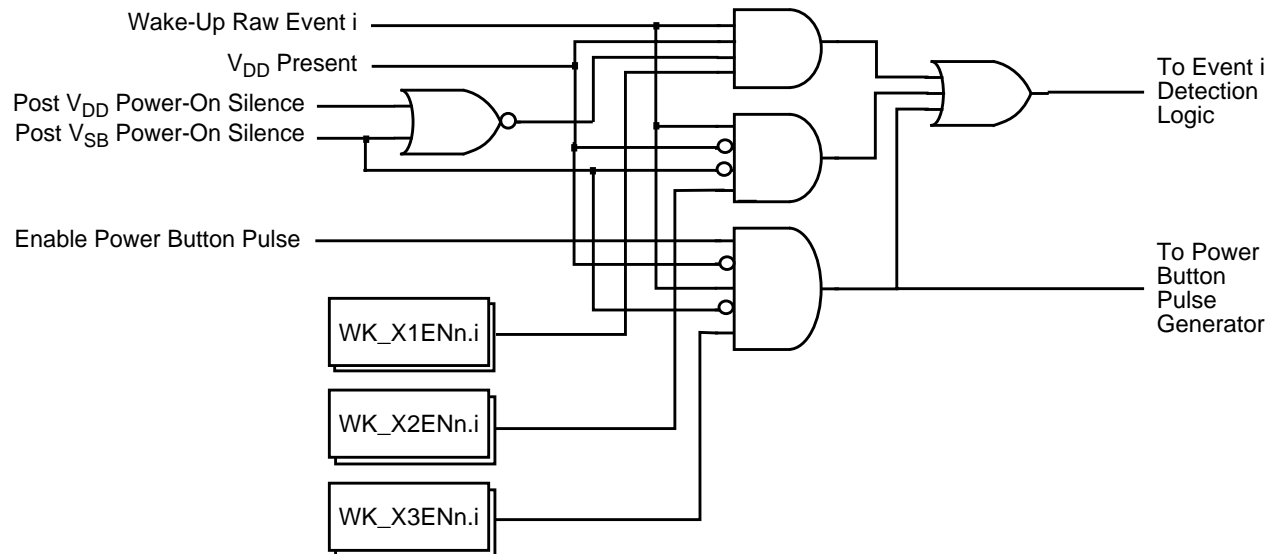 Wake-Up Raw Event i
VDD Present
Post VDD Power-On Silence
Post VSB Power-On Silence
Enable Power Button Pulse
WK_X1ENn.i
WK_X2ENn.i
WK_X3ENn.i
To Event i
Detection
Logic
To Power
Button
Pulse
Generator